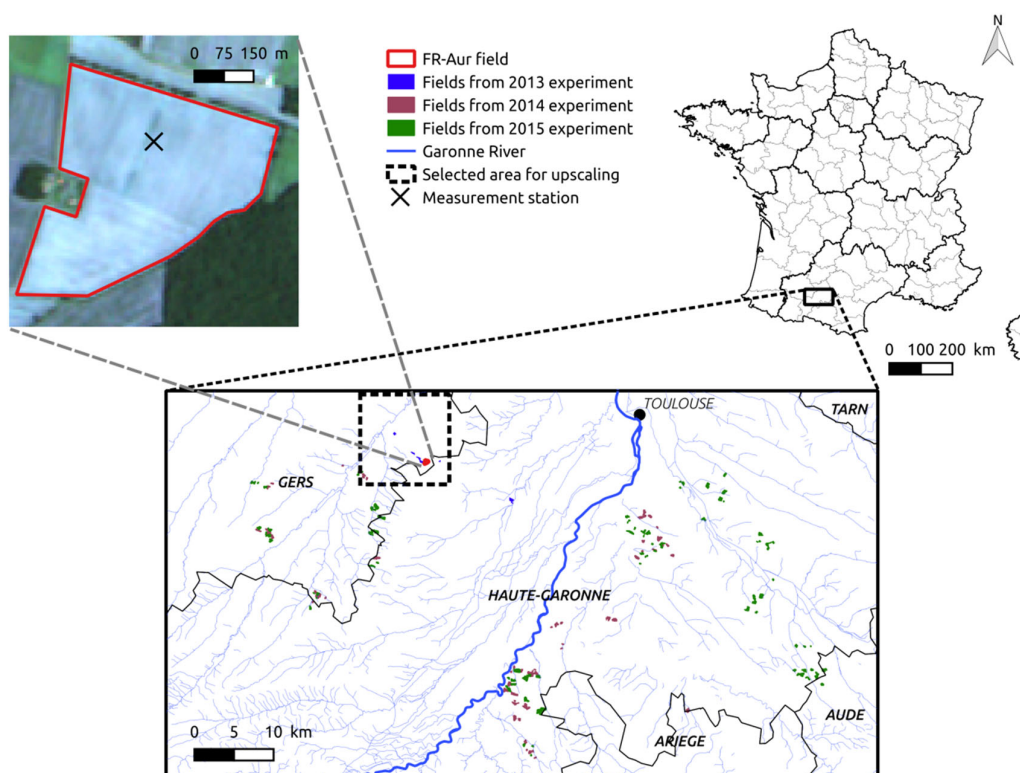 0 75 150 m
FR-Aur field
Fields from 2013 experiment
Fields from 2014 experiment
Fields from 2015 experiment
Garonne River
Selected area for upscaling
Measurement station
N
0 100 200 km
TOULOUSE
TARN
GERS
HAUTE-GARONNE
AUDE
ARIEGE
0 5 10 km